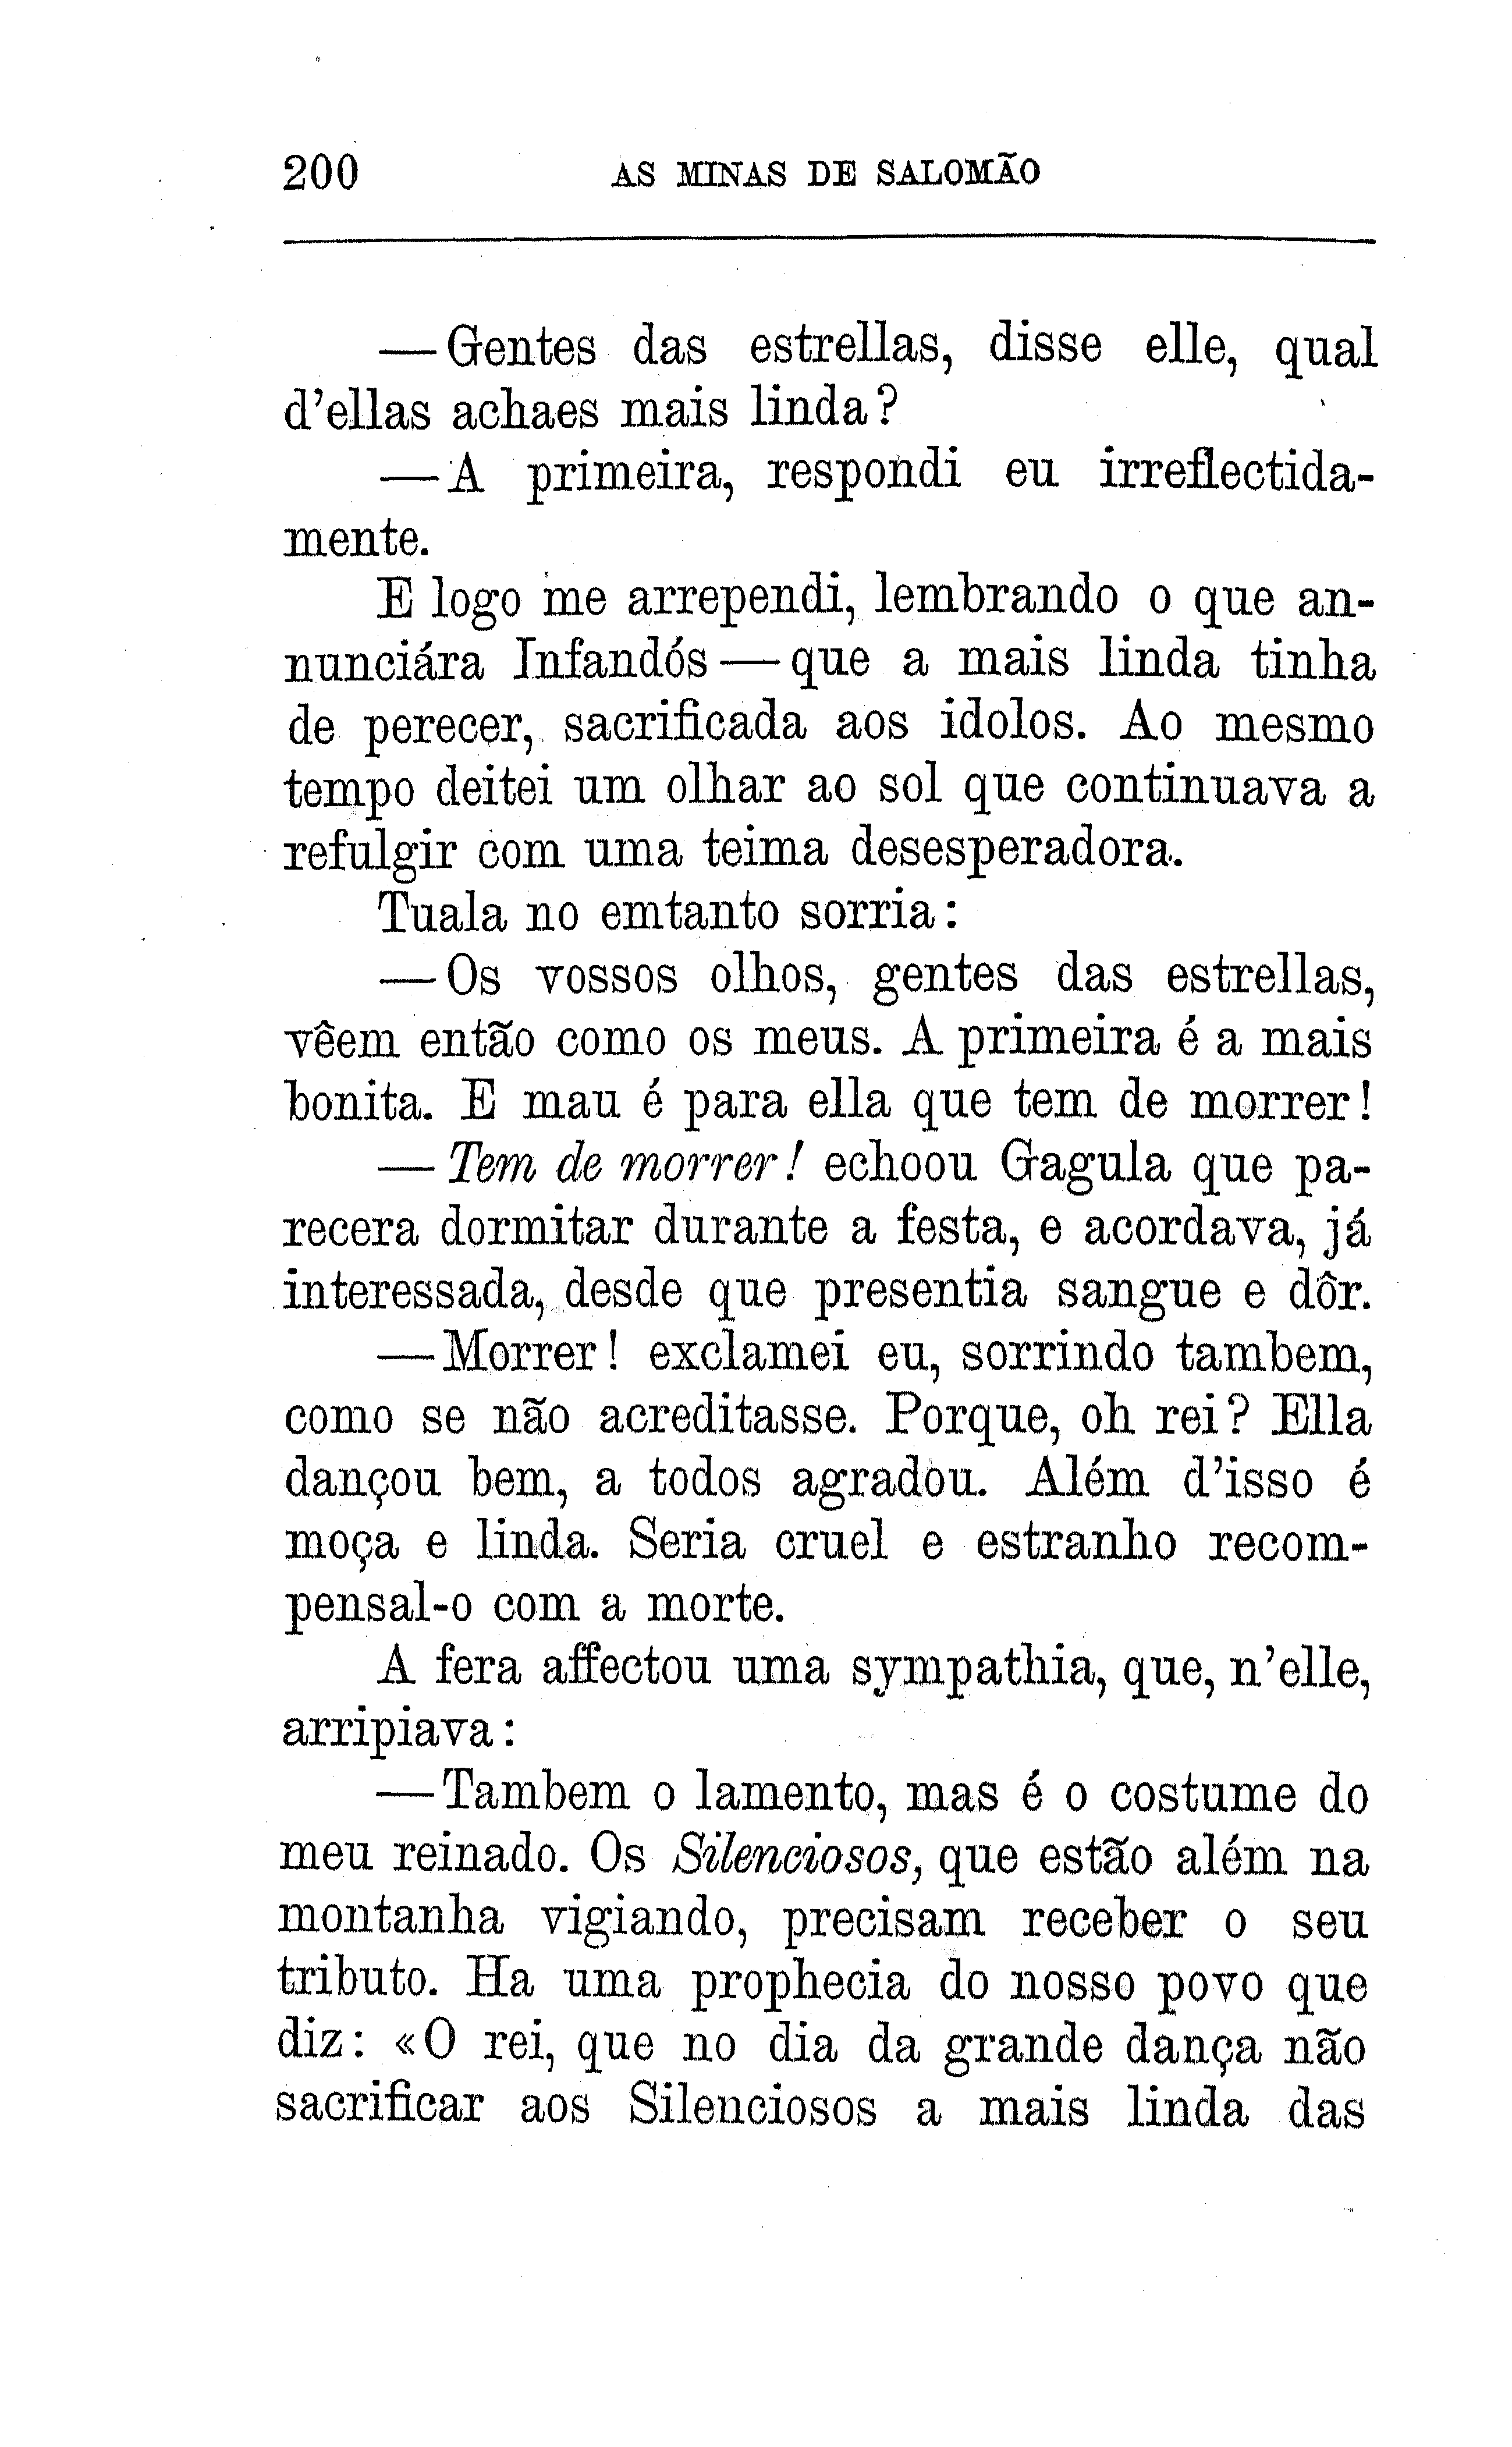 200 AS MINAS DE SALOMÃO
—Gentes das estrellas, disse elle, qual
d'ellas achaes mais linda?
—A primeira, respondi eu irreflectida-
mente.
E logo me arrependi, lembrando o que an-
nunciára Infandós—que a mais linda tinha
de perecer, sacrificada aos idolos. Ao mesmo
tempo deitei um olhar ao sol que continuava a
refulgir com uma teima desesperadora.
Tuala no emtanto sorria:
—Os vossos olhos, gentes das estrellas,
vêem então como os meus. A primeira é a mais
bonita. E mau é para ella que tem de morrer!
—Tem de morrer! echoou Gagula que pa-
recera dormitar durante a festa, e acordava, já
interessada, desde que presentia sangue e dôr.
—Morrer! exclamei eu, sorrindo tambem,
como se não acreditasse. Porque, oh rei? Ella
dançou bem, a todos agradou. Além d'isso é
moça e linda. Seria cruel e estranho recom-
pensal-o com a morte.
A fera affectou uma sympathia, que, n'elle,
arripiava:
—Tambem o lamento, mas é o costume do
meu reinado. Os Silenciosos, que estão além na
montanha vigiando, precisam receber o seu
tributo. Ha uma prophecia do nosso povo que
diz: «O rei, que no dia da grande dança não
sacrificar aos Silenciosos a mais linda das